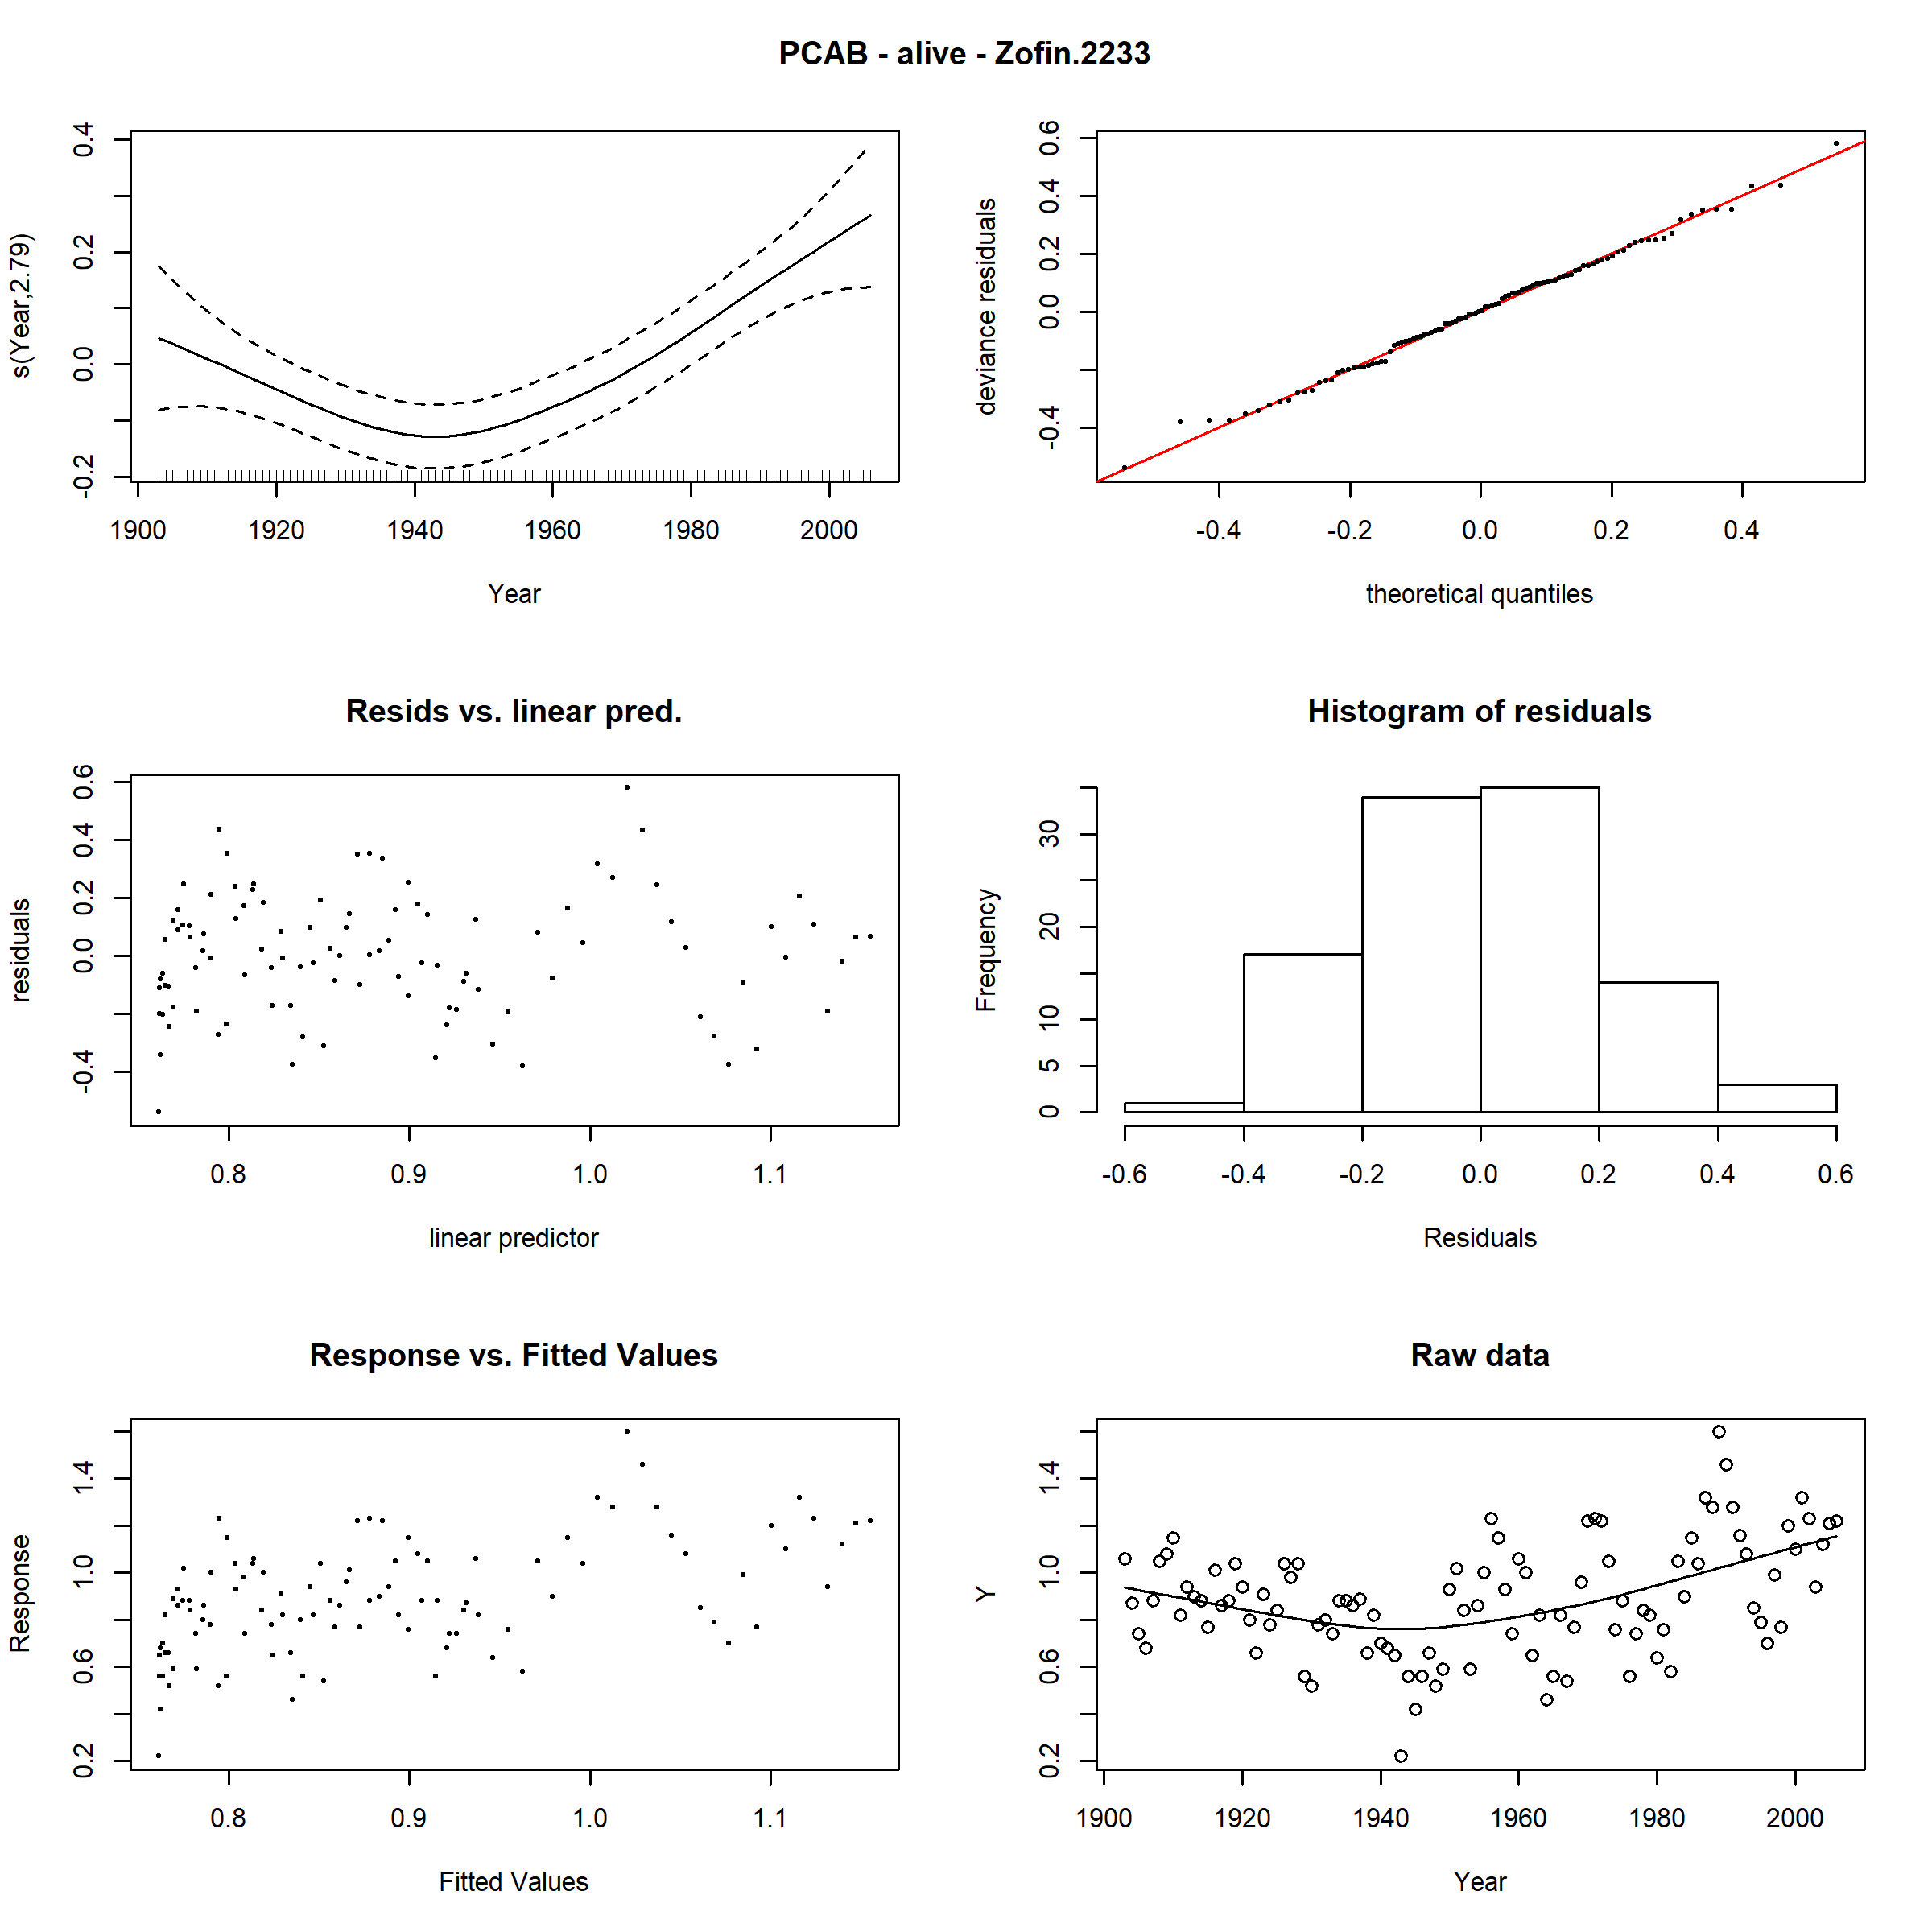 PCAB - alive - Zofin.2233
s(Year,2.79)
-0.2 0.0 0.2 0.4
1900 1920 1940 1960 1980 2000
Year
deviance residuals
-0.4 0.0 0.2 0.4 0.6
-0.4 -0.2 0.0 0.2 0.4
theoretical quantiles
Resids vs. linear pred.
residuals
-0.4 0.0 0.2 0.4 0.6
0.8 0.9 1.0 1.1
linear predictor
Histogram of residuals
Frequency
0 5 10 20 30
-0.6 -0.4 -0.2 0.0 0.2 0.4 0.6
Residuals
Response vs. Fitted Values
Response
0.2 0.6 1.0 1.4
0.8 0.9 1.0 1.1
Fitted Values
Raw data
Y
0.2 0.6 1.0 1.4
1900 1920 1940 1960 1980 2000
Year